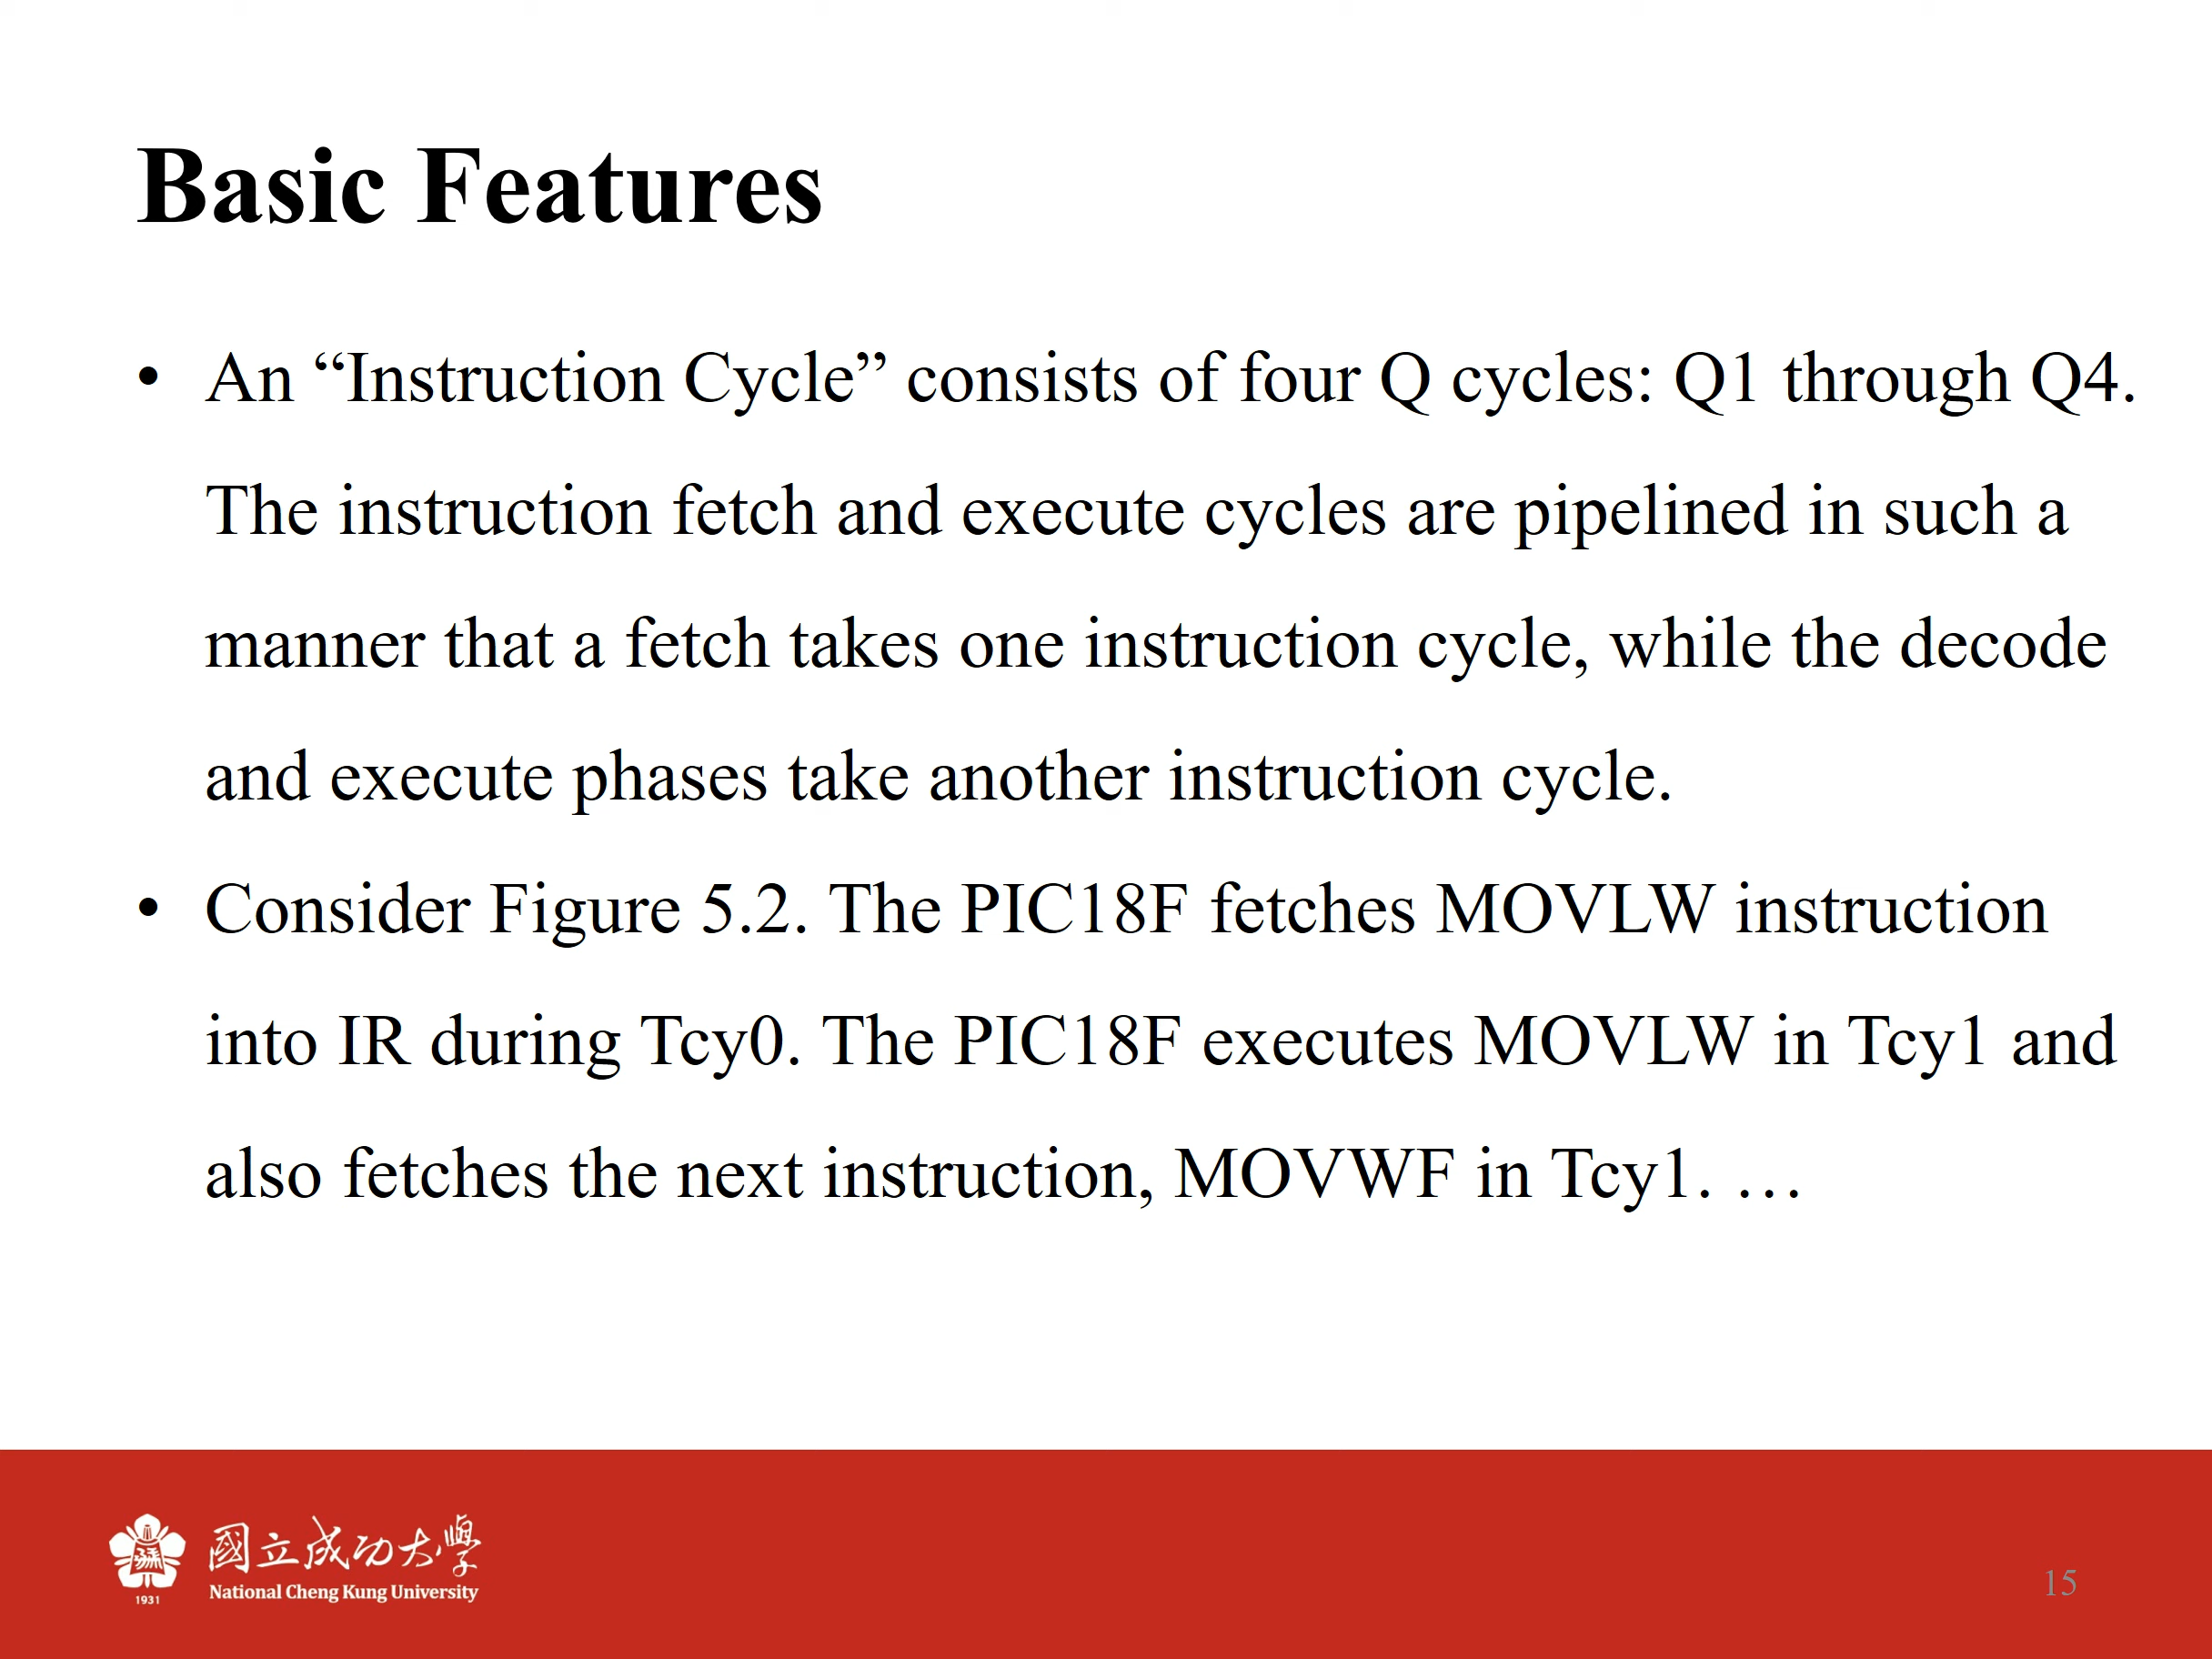 Basic Features
• An “Instruction Cycle” consists of four Q cycles: Q1 through Q4.
The instruction fetch and execute cycles are pipelined in such a
manner that a fetch takes one instruction cycle, while the decode
and execute phases take another instruction cycle.
• Consider Figure 5.2. The PIC18F fetches MOVLW instruction
into IR during Tcy0. The PIC18F executes MOVLW in Tcy1 and
also fetches the next instruction, MOVWF in Tcy1. …
國立成功大學
National Cheng Kung University
1931
15